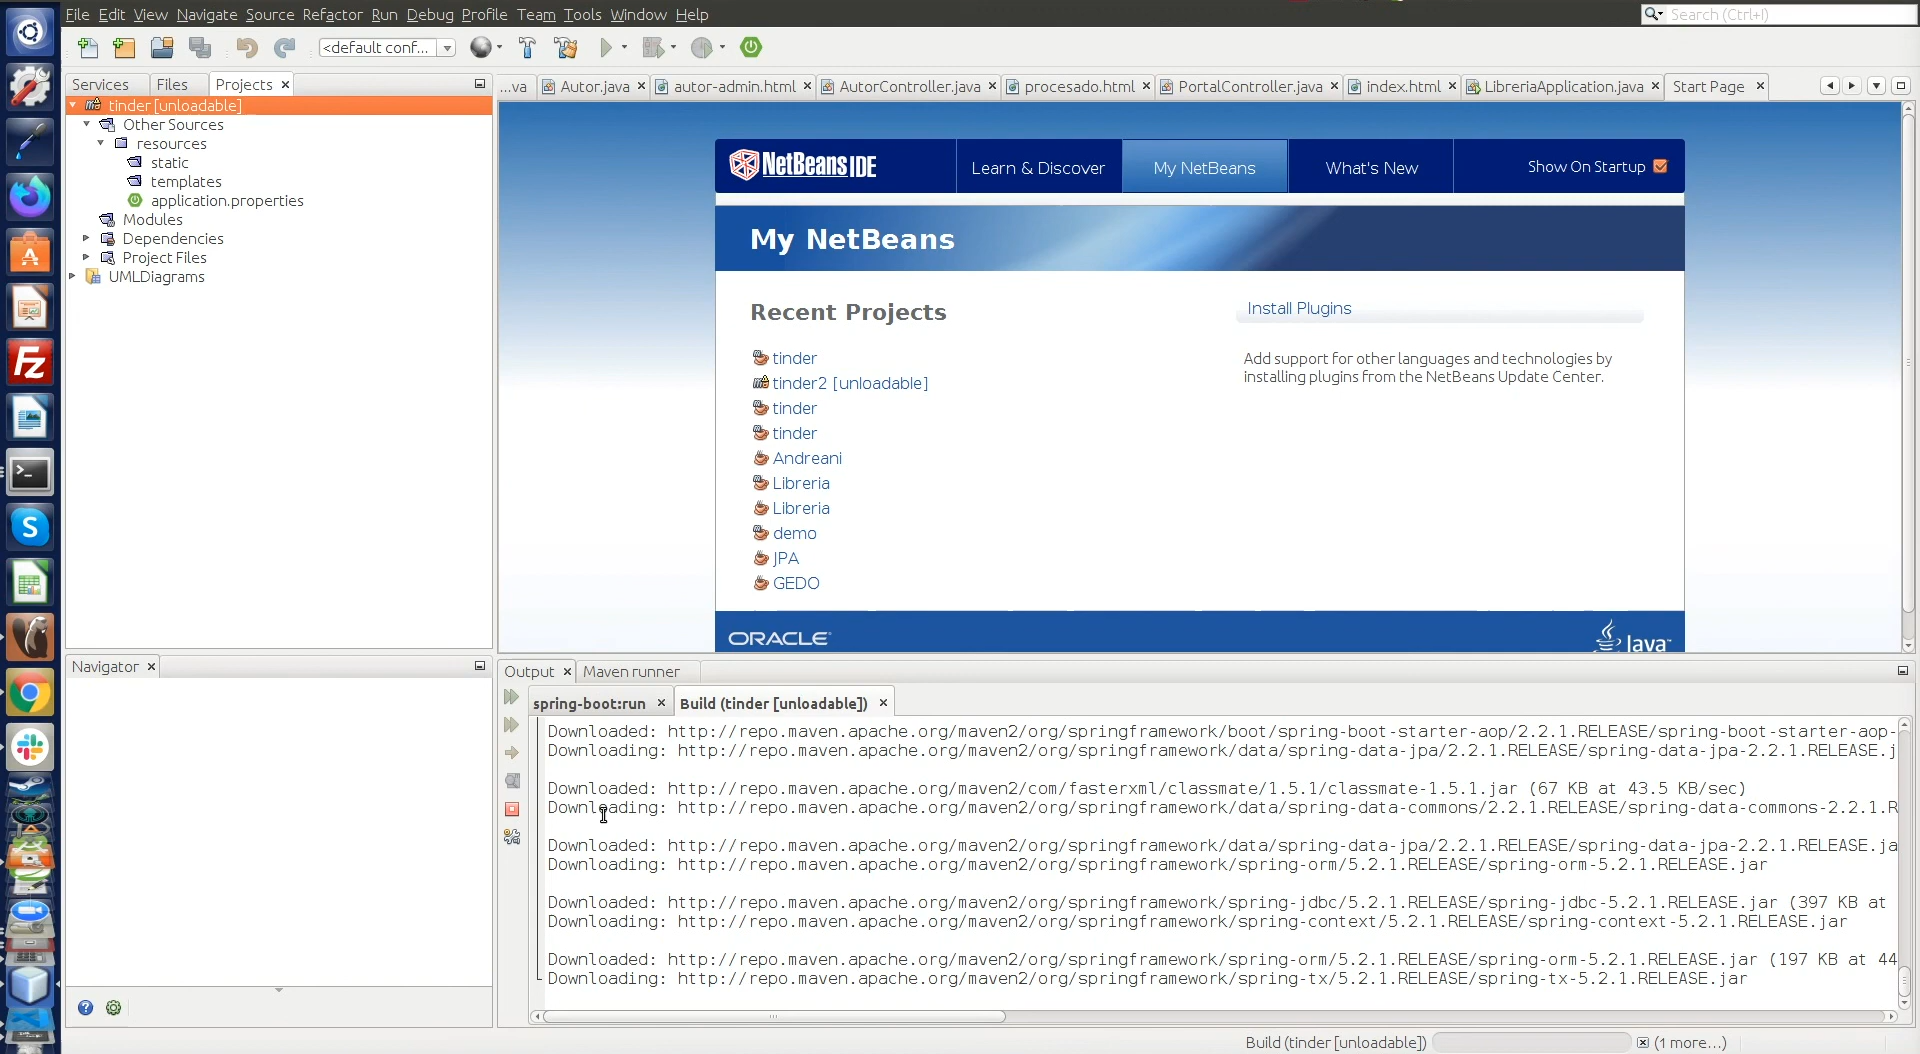 File Edit View Navigate Source Refactor Run Debug Profile Team Tools Window Help
Search (Ctrl+I)
<default conf...
Services Files Projects
...va Autor.java autor-admin.html AutorController.java procesado.html PortalController.java index.html LibreriaApplication.java Start Page
tinder [unloadable]
Other Sources
resources
static
templates
application.properties
Modules
Dependencies
Project Files
UMLDiagrams
NetBeans IDE Learn & Discover My NetBeans What's New Show On Startup
My NetBeans
Recent Projects
tinder
tinder2 [unloadable]
tinder
tinder
Andreani
Libreria
Libreria
demo
JPA
GEDO
Install Plugins
Add support for other languages and technologies by
installing plugins from the NetBeans Update Center.
ORACLE Java
Navigator
Output Maven runner
spring-boot:run Build (tinder [unloadable])
Downloaded: http://repo.maven.apache.org/maven2/org/springframework/boot/spring-boot-starter-aop/2.2.1.RELEASE/spring-boot-starter-aop-
Downloading: http://repo.maven.apache.org/maven2/org/springframework/data/spring-data-jpa/2.2.1.RELEASE/spring-data-jpa-2.2.1.RELEASE.j
Downloaded: http://repo.maven.apache.org/maven2/com/fasterxml/classmate/1.5.1/classmate-1.5.1.jar (67 KB at 43.5 KB/sec)
Downloading: http://repo.maven.apache.org/maven2/org/springframework/data/spring-data-commons/2.2.1.RELEASE/spring-data-commons-2.2.1.R
Downloaded: http://repo.maven.apache.org/maven2/org/springframework/data/spring-data-jpa/2.2.1.RELEASE/spring-data-jpa-2.2.1.RELEASE.ja
Downloading: http://repo.maven.apache.org/maven2/org/springframework/spring-orm/5.2.1.RELEASE/spring-orm-5.2.1.RELEASE.jar
Downloaded: http://repo.maven.apache.org/maven2/org/springframework/spring-jdbc/5.2.1.RELEASE/spring-jdbc-5.2.1.RELEASE.jar (397 KB at
Downloading: http://repo.maven.apache.org/maven2/org/springframework/spring-context/5.2.1.RELEASE/spring-context-5.2.1.RELEASE.jar
Downloaded: http://repo.maven.apache.org/maven2/org/springframework/spring-orm/5.2.1.RELEASE/spring-orm-5.2.1.RELEASE.jar (197 KB at 44
Downloading: http://repo.maven.apache.org/maven2/org/springframework/spring-tx/5.2.1.RELEASE/spring-tx-5.2.1.RELEASE.jar
Build (tinder [unloadable]) (1 more...)